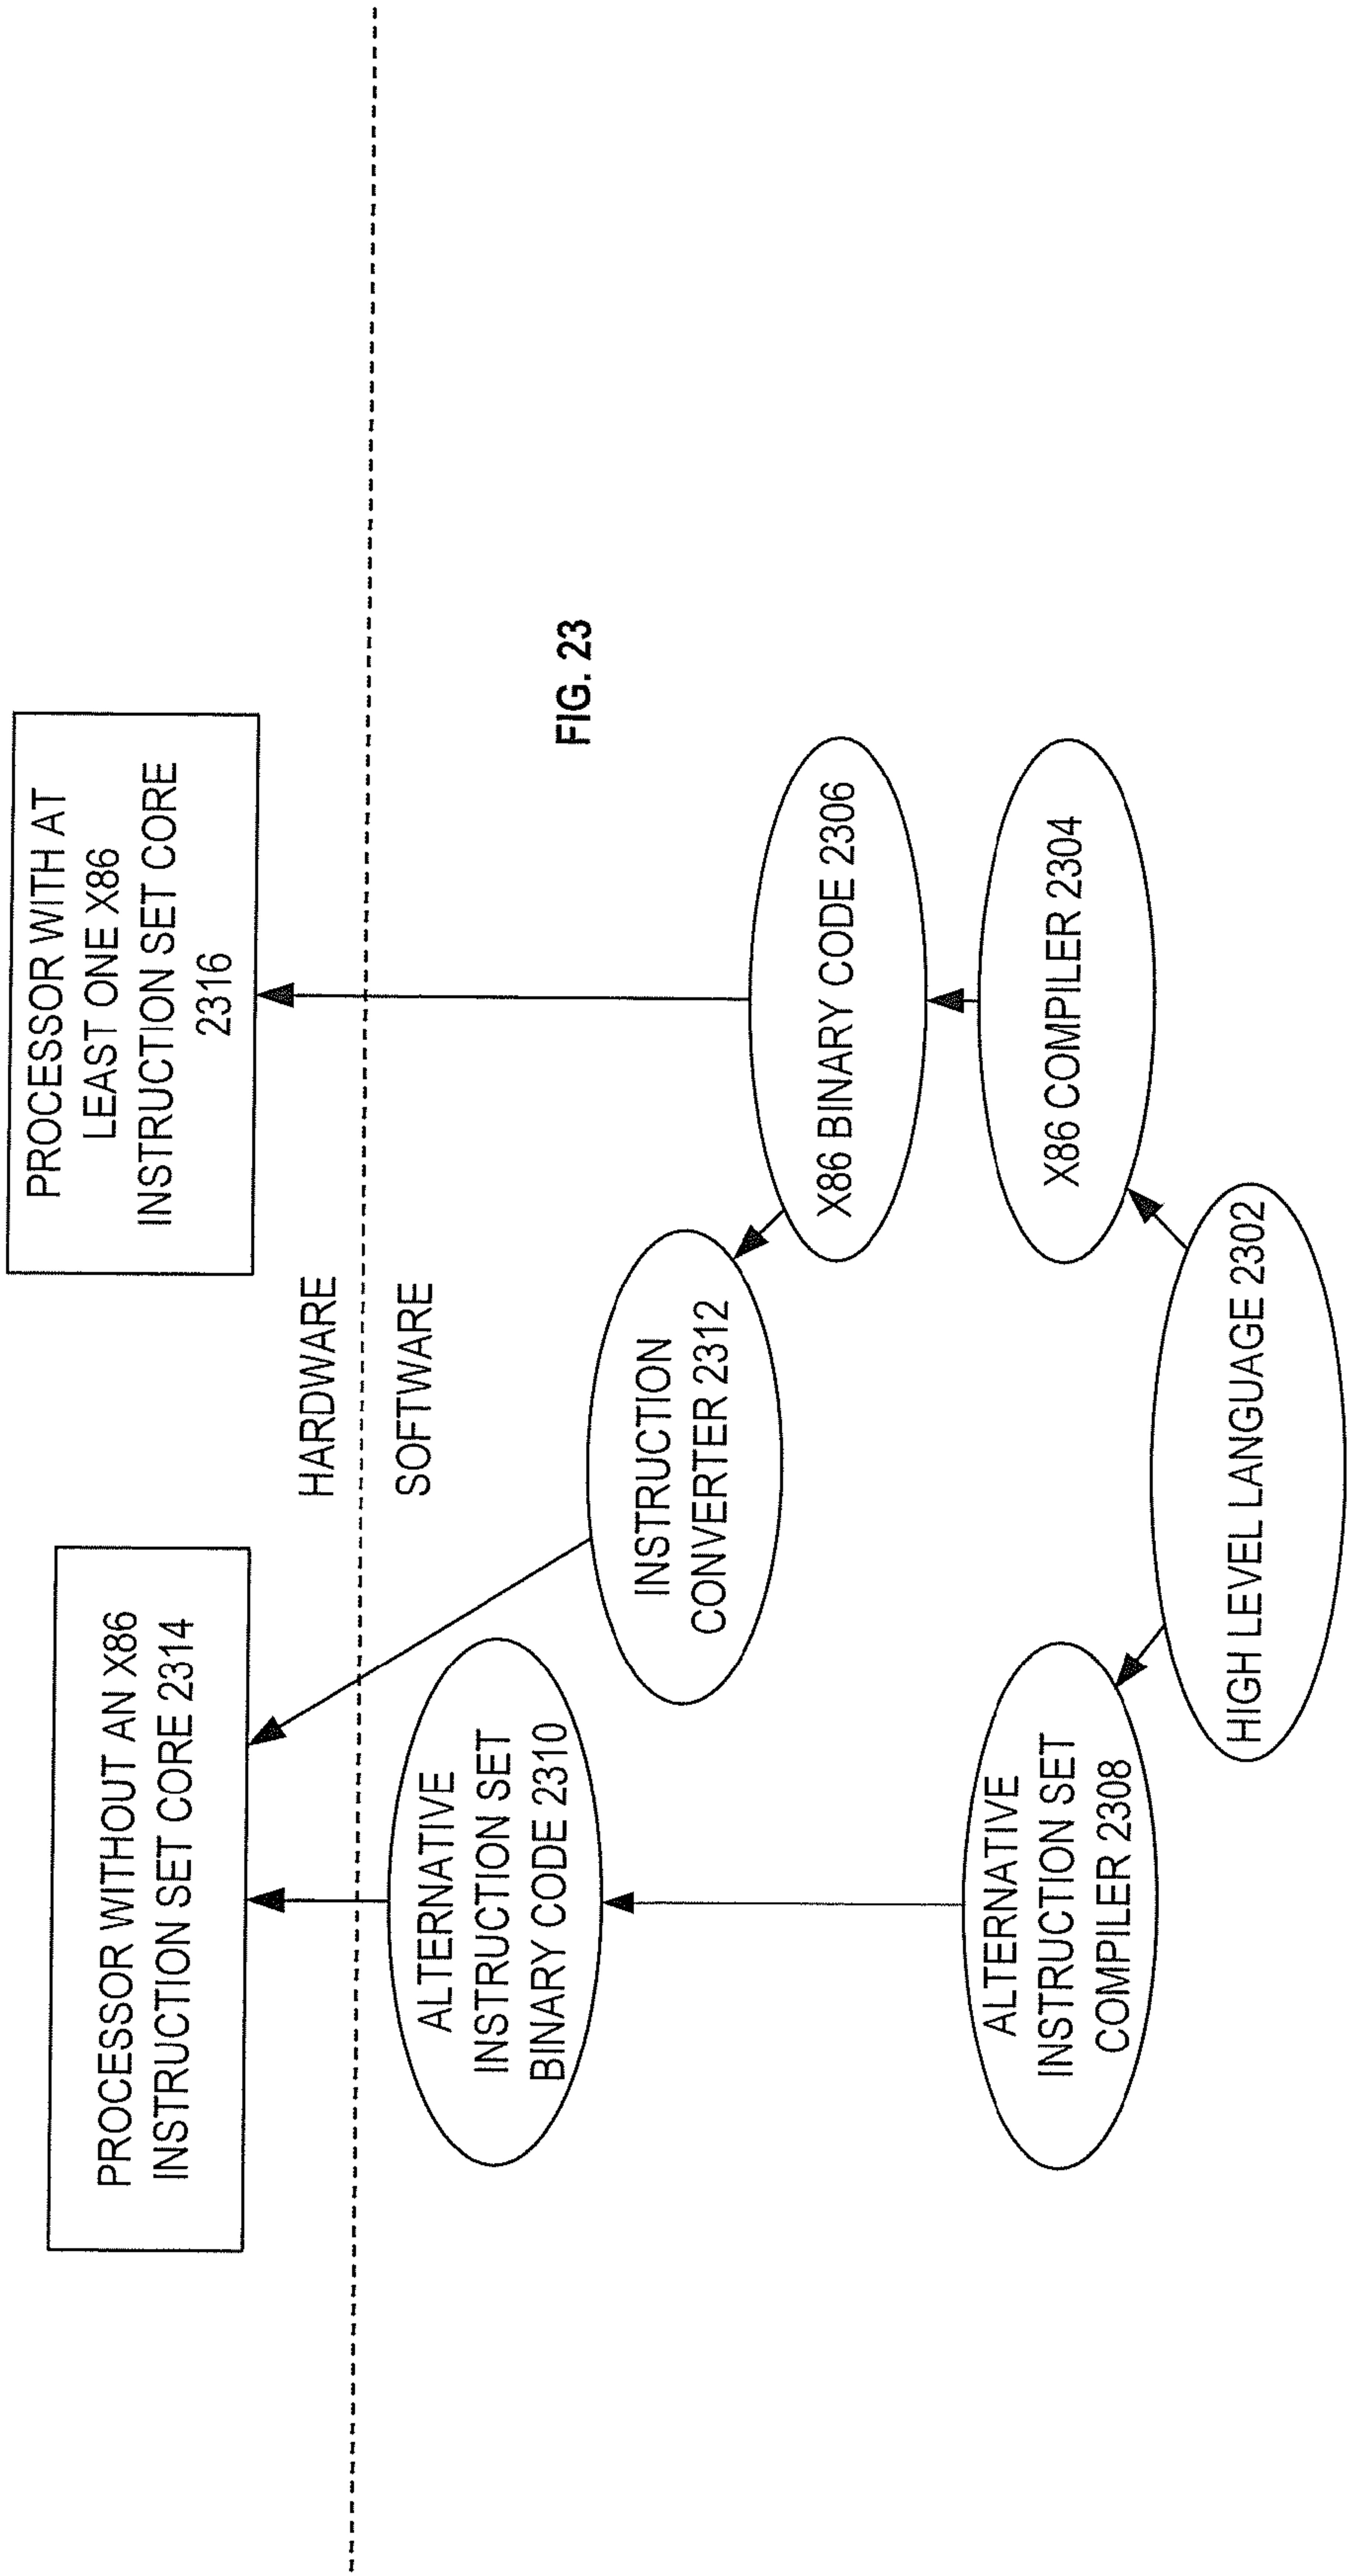 PROCESSOR WITHOUT AN X86
INSTRUCTION SET CORE 2314
PROCESSOR WITH AT
LEAST ONE X86
INSTRUCTION SET CORE
2316
HARDWARE
SOFTWARE
ALTERNATIVE
INSTRUCTION SET
BINARY CODE 2310
INSTRUCTION
CONVERTER 2312
FIG. 23
X86 BINARY CODE 2306
ALTERNATIVE
INSTRUCTION SET
COMPILER 2308
X86 COMPILER 2304
HIGH LEVEL LANGUAGE 2302